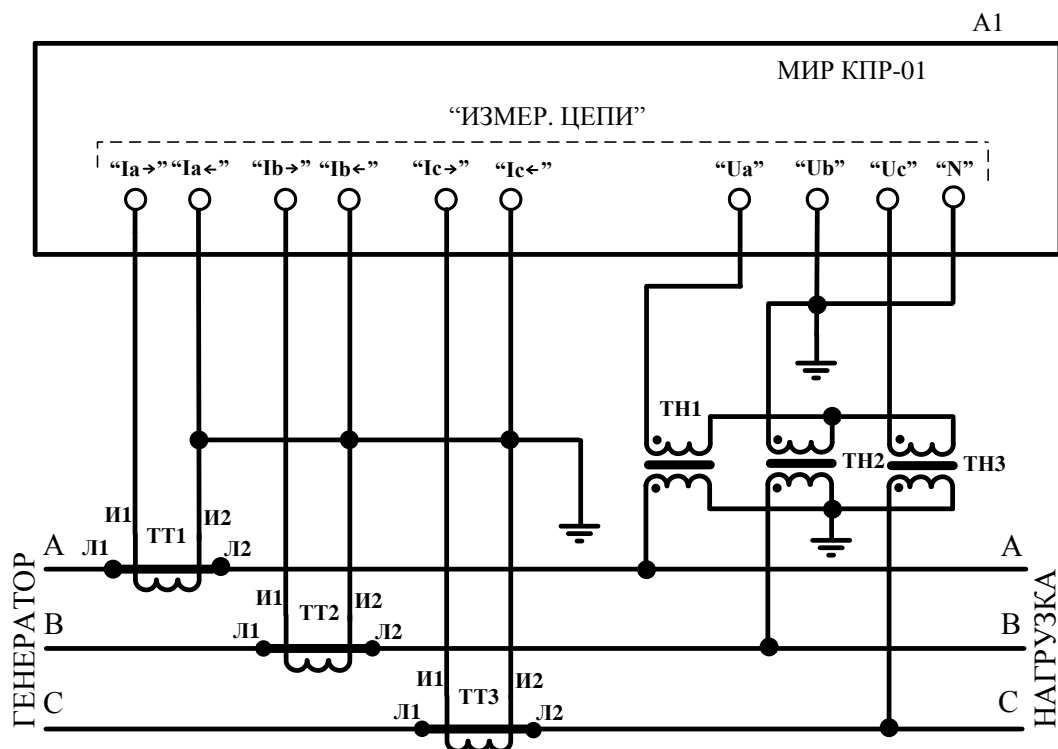 А1
МИР КПР-01
“ИЗМЕР. ЦЕПИ”
“Ia→” “Ia←” “Ib→” “Ib←” “Ic→” “Ic←” “Ua” “Ub” “Uc” “N”
ТН1
ТН2
ТН3
И1 ТТ1 И2
А Л1 Л2 А
И1 ТТ2 И2
В Л1 Л2 В
И1 ТТ3 И2
С Л1 Л2 С
ГЕНЕРАТОР
НАГРУЗКА